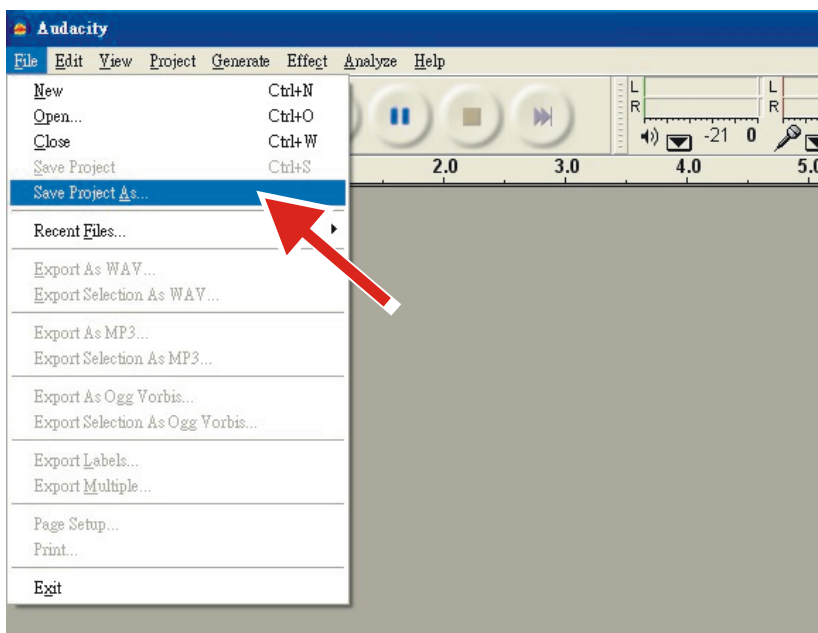 Audacity
File Edit View Project Generate Effect Analyze Help
New Ctrl+N
Open... Ctrl+O
Close Ctrl+W
Save Project Ctrl+S
Save Project As...
Recent Files...
Export As WAV...
Export Selection As WAV...
Export As MP3...
Export Selection As MP3...
Export As Ogg Vorbis...
Export Selection As Ogg Vorbis...
Export Labels...
Export Multiple...
Page Setup...
Print...
Exit
L L
R R
-21 0
2.0 3.0 4.0 5.0